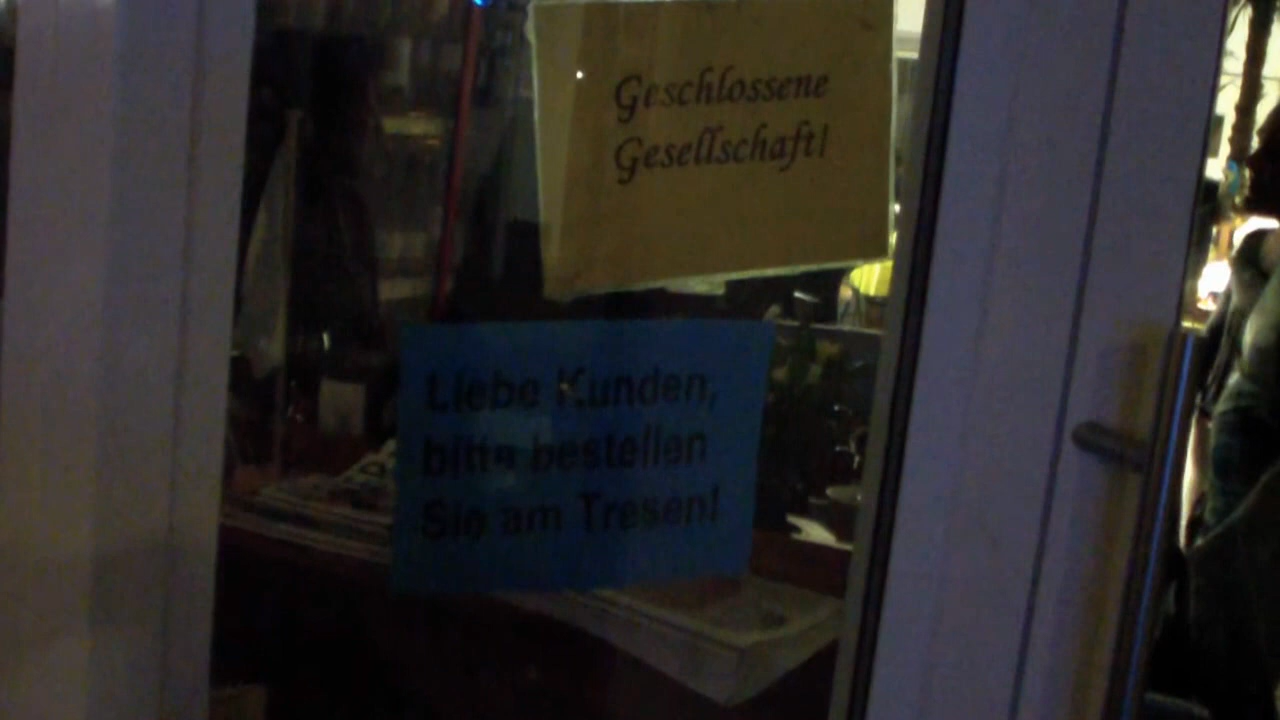 Geschlossene
Gesellschaft!
Liebe Kunden,
bitte bestellen
Sie am Tresen!